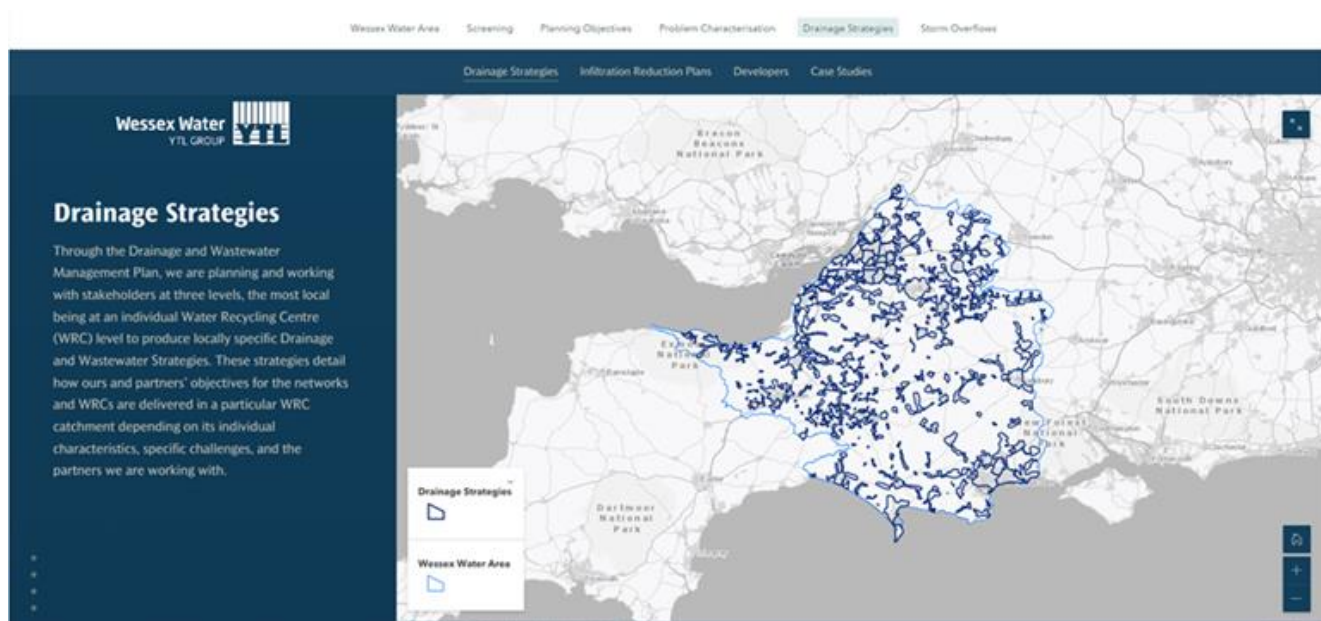 Wessex Water Area Screening Planning Objectives Problem Characterisation Drainage Strategies Storm Overflows
Drainage Strategies Infiltration Reduction Plans Developers Case Studies
Wessex Water
YTL GROUP
YTL
Drainage Strategies
Through the Drainage and Wastewater
Management Plan, we are planning and working
with stakeholders at three levels, the most local
being at an individual Water Recycling Centre
(WRC) level to produce locally specific Drainage
and Wastewater Strategies. These strategies detail
how ours and partners' objectives for the networks
and WRCs are delivered in a particular WRC
catchment depending on its individual
characteristics, specific challenges, and the
partners we are working with.
Brecon
Beacons
National Park
National
Park
South Downs
National Park
Dartmoor
National
Park
Drainage Strategies
Wessex Water Area